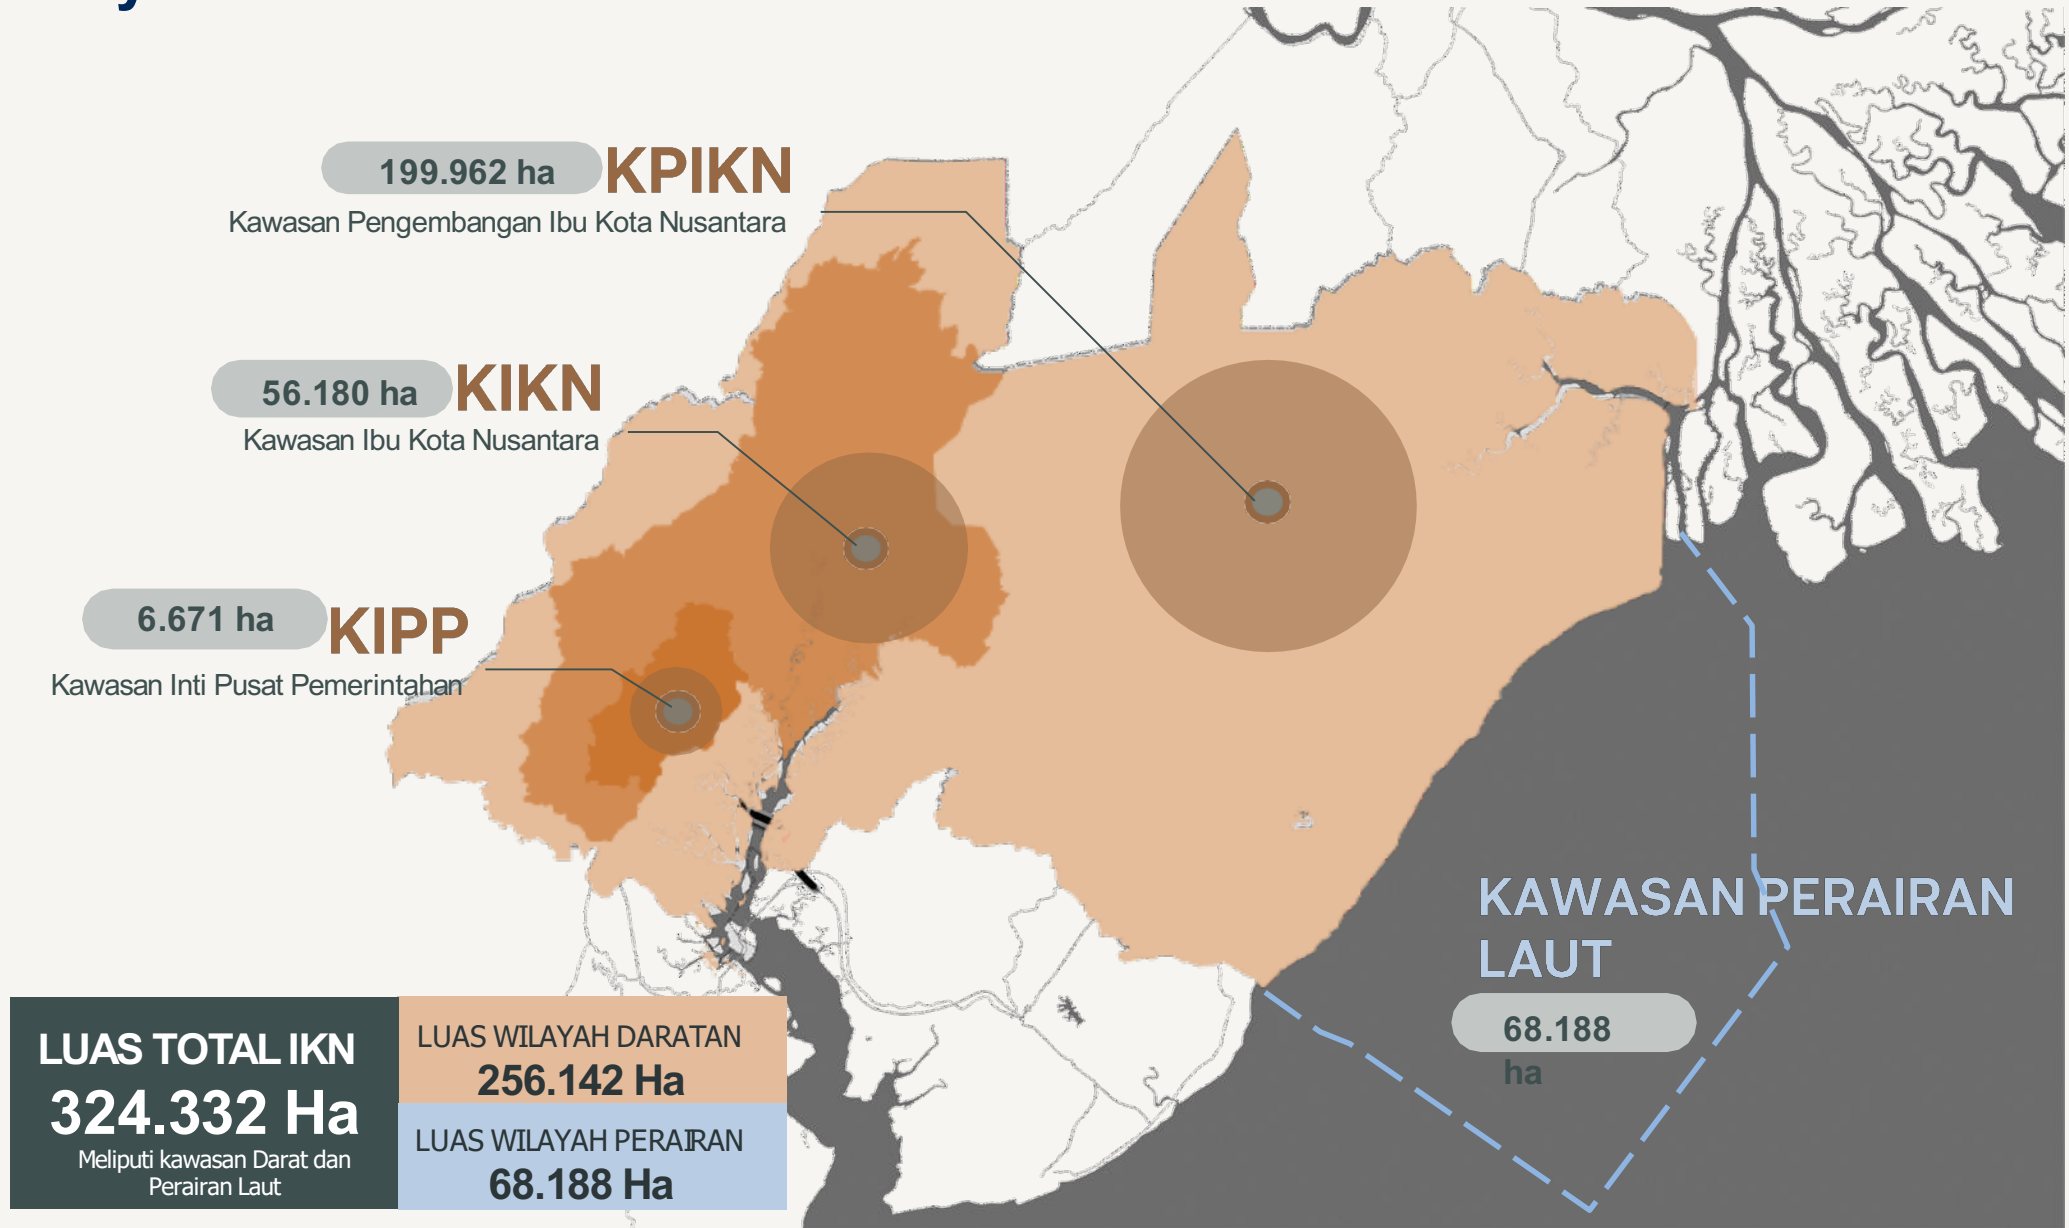 199.962 ha KPIKN
Kawasan Pengembangan Ibu Kota Nusantara
56.180 ha KIKN
Kawasan Ibu Kota Nusantara
6.671 ha KIPP
Kawasan Inti Pusat Pemerintahan
KAWASAN PERAIRAN
LAUT
68.188
ha
LUAS TOTAL IKN
324.332 Ha
Meliputi kawasan Darat dan
Perairan Laut
LUAS WILAYAH DARATAN
256.142 Ha
LUAS WILAYAH PERAIRAN
68.188 Ha